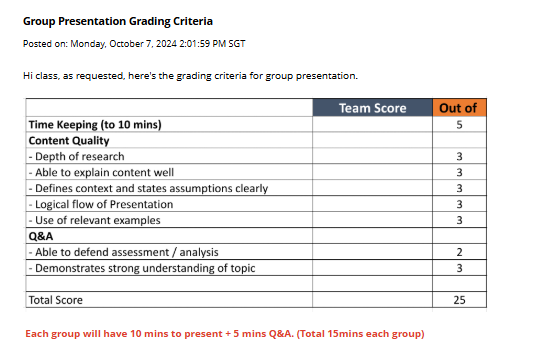 Group Presentation Grading Criteria
Posted on: Monday, October 7, 2024 2:01:59 PM SGT
Hi class, as requested, here's the grading criteria for group presentation.
Team Score Out of
Time Keeping (to 10 mins) 5
Content Quality
- Depth of research 3
- Able to explain content well 3
- Defines context and states assumptions clearly 3
- Logical flow of Presentation 3
- Use of relevant examples 3
Q&A
- Able to defend assessment / analysis 2
- Demonstrates strong understanding of topic 3
Total Score 25
Each group will have 10 mins to present + 5 mins Q&A. (Total 15mins each group)